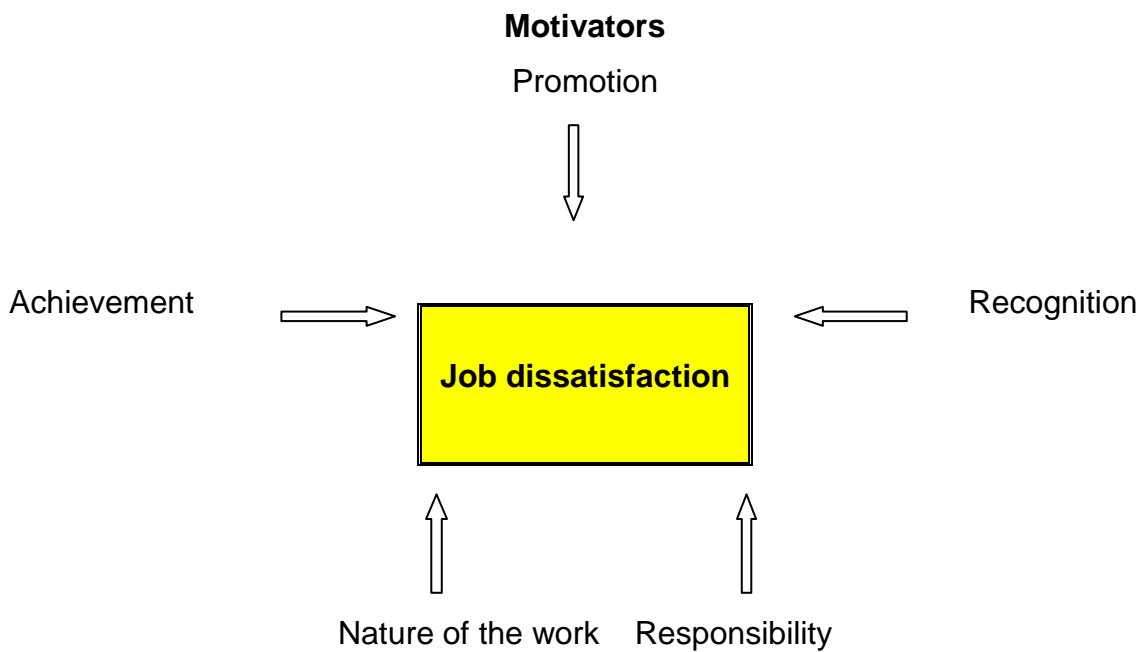 Motivators
Promotion
Achievement
Recognition
Job dissatisfaction
Nature of the work
Responsibility